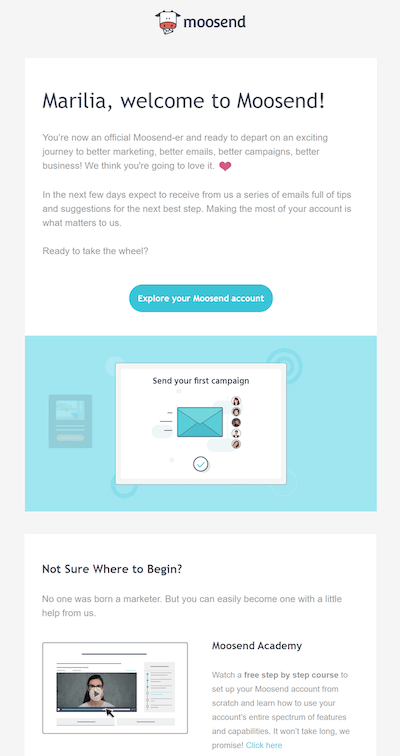 moosend
Marilia, welcome to Moosend!
You're now an official Moosend-er and ready to depart on an exciting
journey to better marketing, better emails, better campaigns, better
business! We think you're going to love it.
In the next few days expect to receive from us a series of emails full of tips
and suggestions for the next best step. Making the most of your account is
what matters to us.
Ready to take the wheel?
Explore your Moosend account
Send your first campaign
Not Sure Where to Begin?
No one was born a marketer. But you can easily become one with a little
help from us.
Moosend Academy
Watch a free step by step course to
set up your Moosend account from
scratch and learn how to use your
account's entire spectrum of features
and capabilities. It won't take long, we
promise! Click here